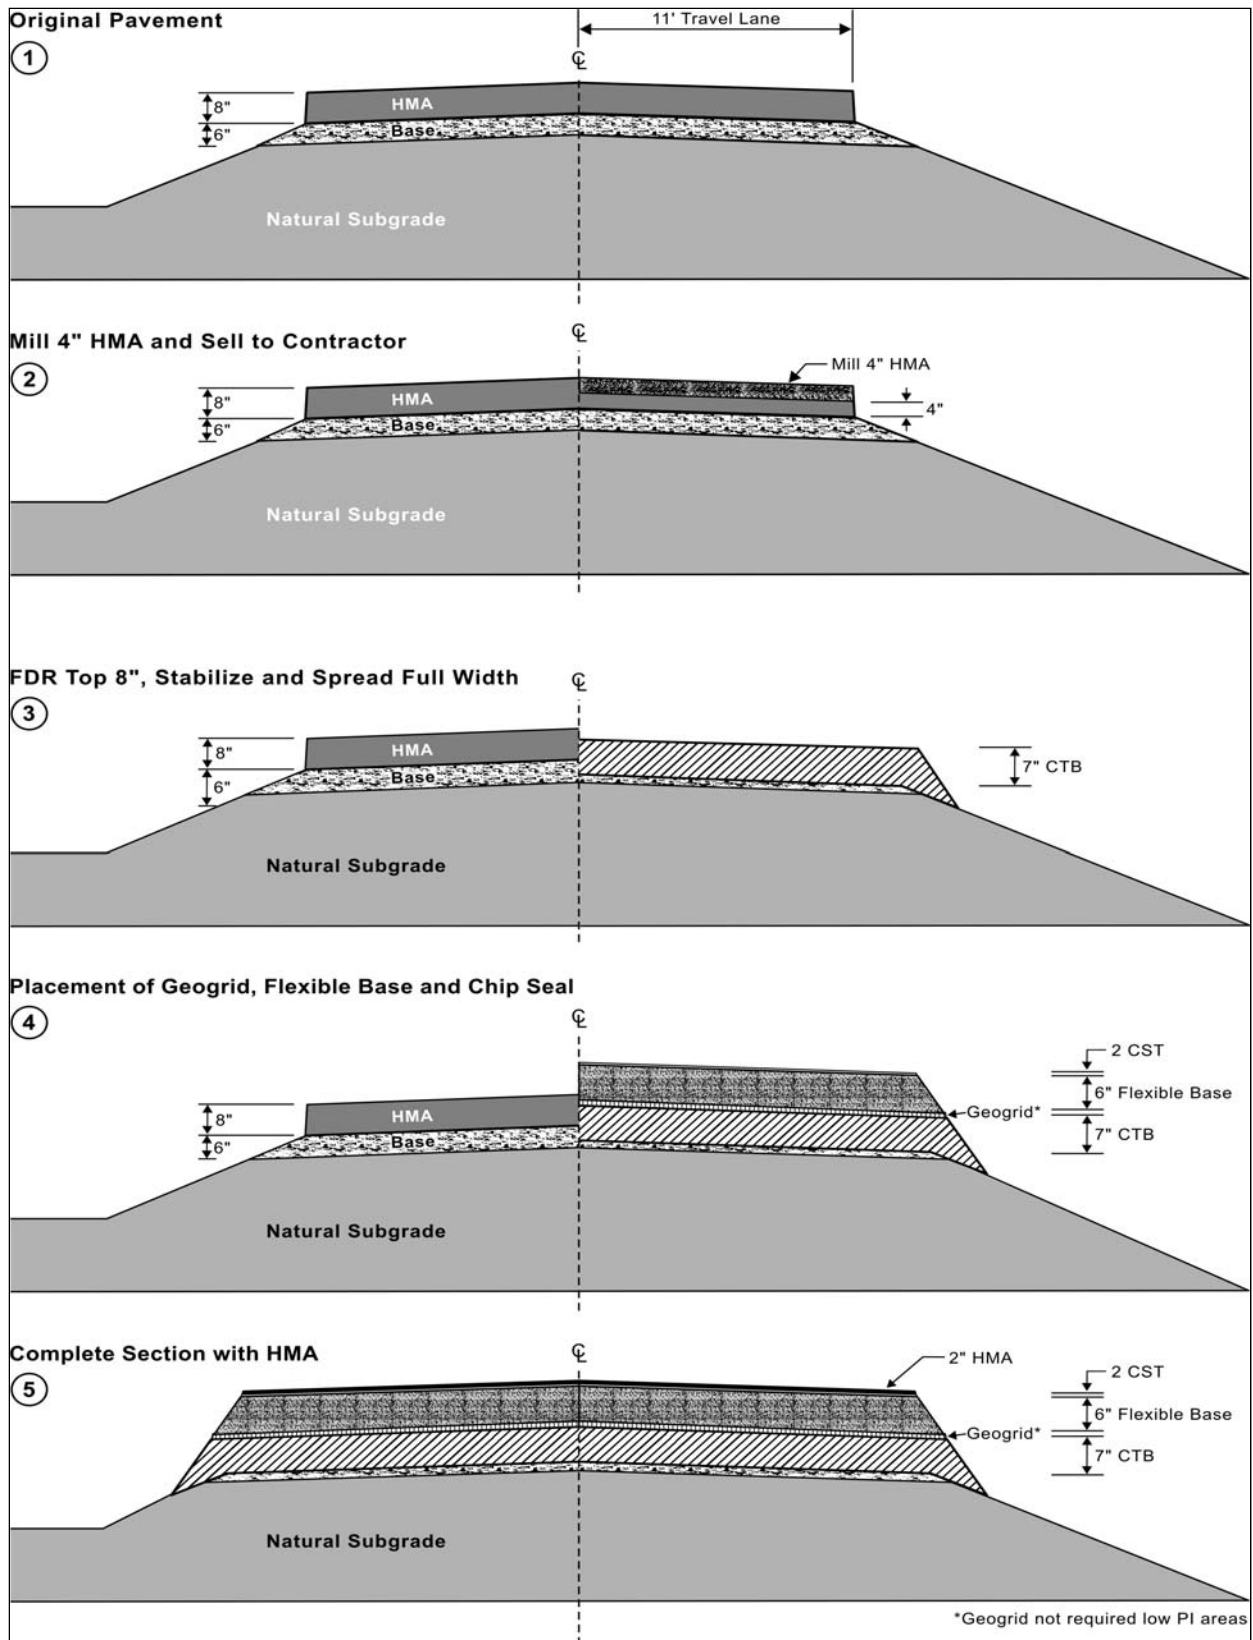 Original Pavement
11' Travel Lane
1
℄
8"
HMA
6"
Base
Natural Subgrade
℄
Mill 4" HMA and Sell to Contractor
2
Mill 4" HMA
8"
HMA
4"
6"
Base
Natural Subgrade
FDR Top 8", Stabilize and Spread Full Width
℄
3
8"
HMA
7" CTB
6"
Base
Natural Subgrade
Placement of Geogrid, Flexible Base and Chip Seal
4
℄
2 CST
6" Flexible Base
8"
HMA
Geogrid*
7" CTB
6"
Base
Natural Subgrade
Complete Section with HMA
℄
2" HMA
5
2 CST
6" Flexible Base
Geogrid*
7" CTB
Natural Subgrade
*Geogrid not required low PI areas